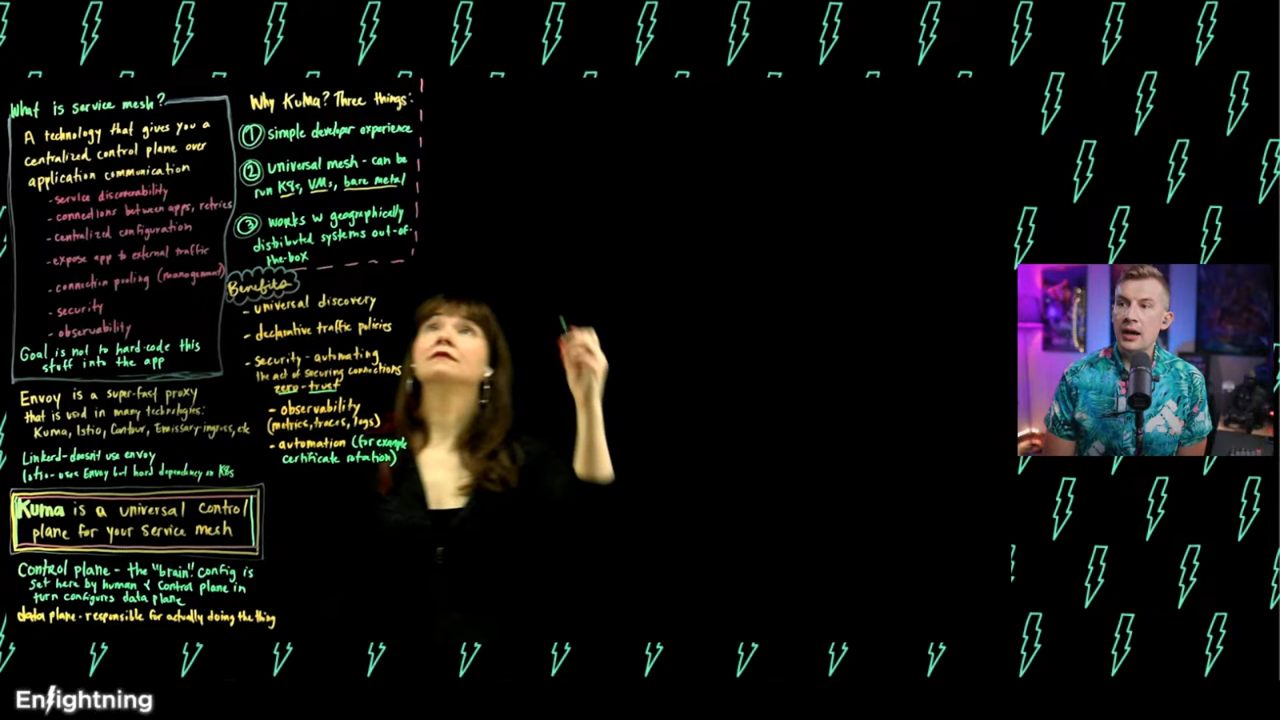 What is service mesh?
A technology that gives you a
centralized control plane over
application communication
- service discoverability
- connections between apps, retries
- centralized configuration
- expose app to external traffic
- connection pooling (management)
- security
- observability
Goal is not to hard-code this
stuff into the app
Envoy is a super-fast proxy
that is used in many technologies:
Kuma, Istio, Contour, Emissary-ingress, etc
Linkerd - doesn't use envoy
Istio - uses Envoy but hard dependency on K8s
Kuma is a universal control
plane for your service mesh
Control plane - the "brain". Config is
set here by human & control plane in
turn configures data plane
data plane - responsible for actually doing the thing
Why Kuma? Three things:
① simple developer experience
② universal mesh - can be
run K8s, VMs, bare metal
③ works w geographically
distributed systems out-of-
the-box
Benefits
- universal discovery
- declarative traffic policies
- security - automating
the act of securing connections
zero-trust
- observability
(metrics, traces, logs)
- automation (for example
certificate rotation)
Enlightning